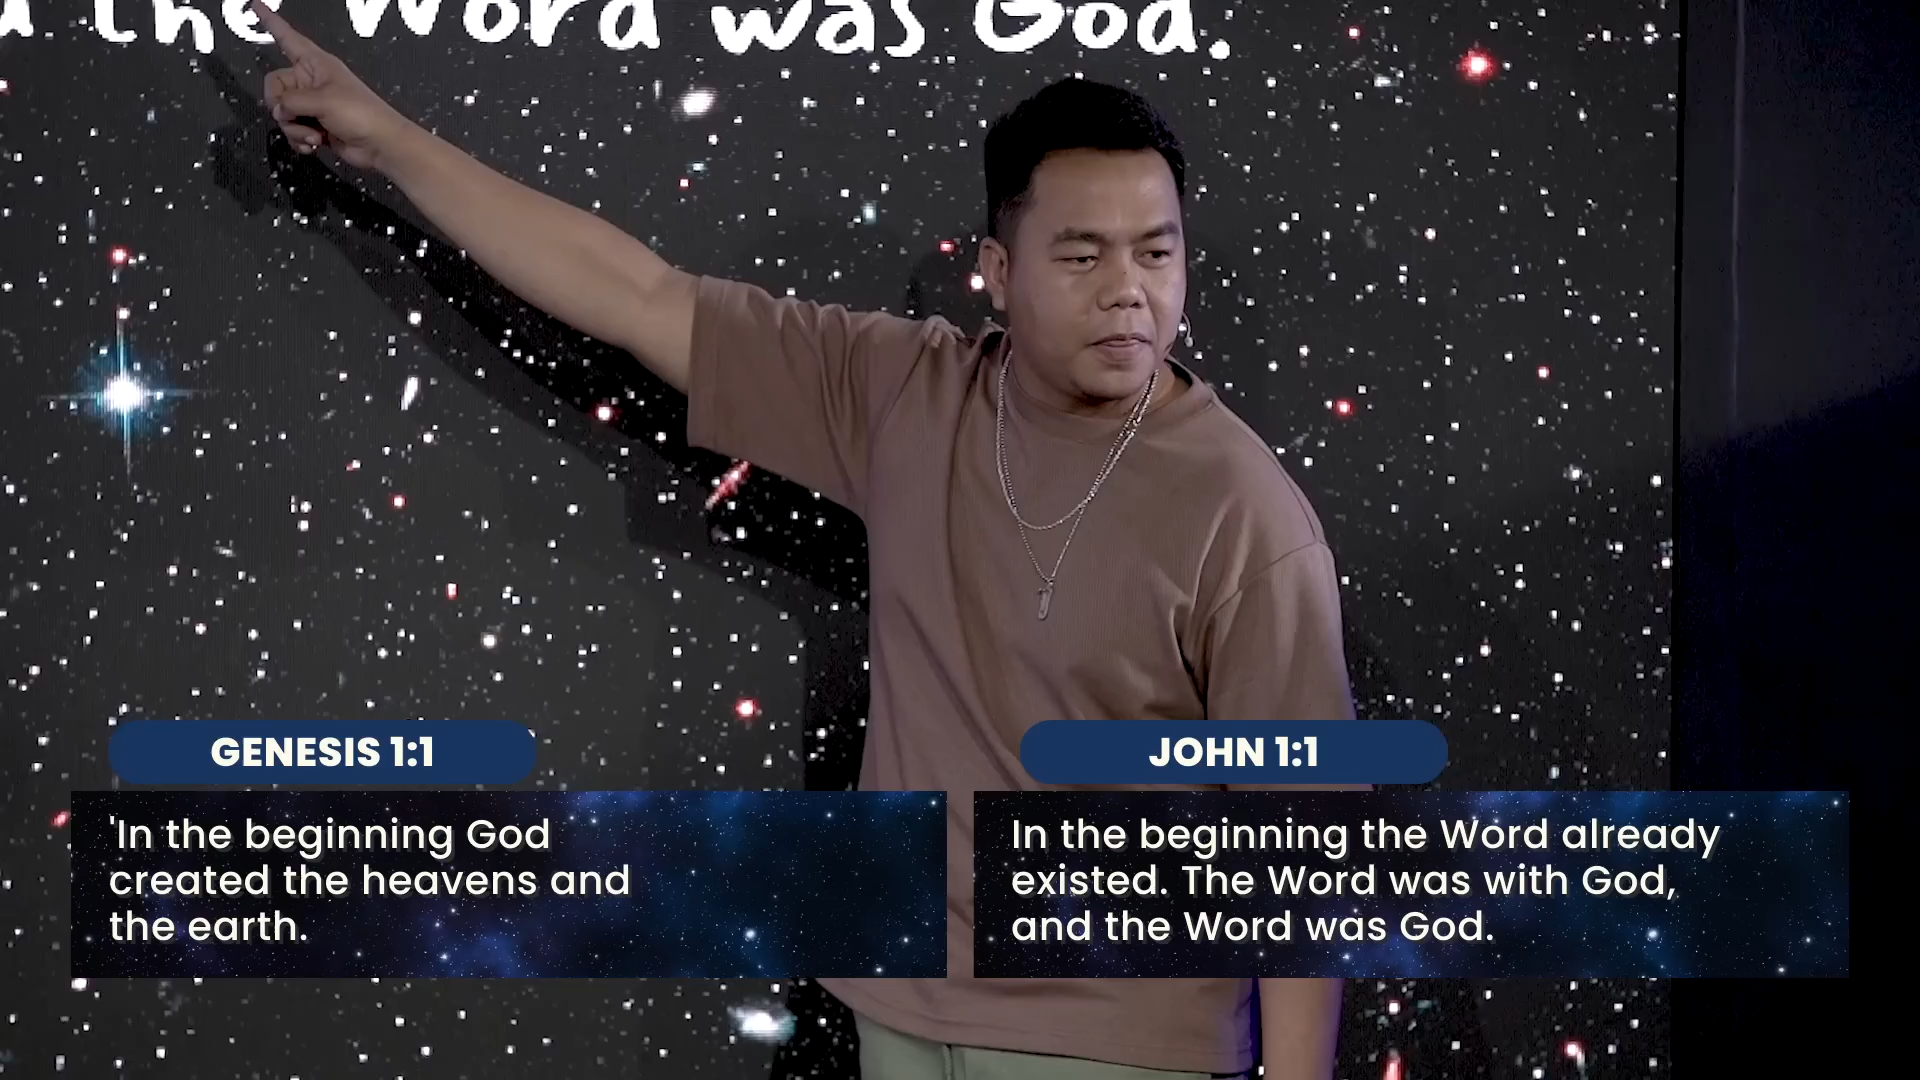 the Word was God.
GENESIS 1:1
'In the beginning God
created the heavens and
the earth.
JOHN 1:1
In the beginning the Word already
existed. The Word was with God,
and the Word was God.